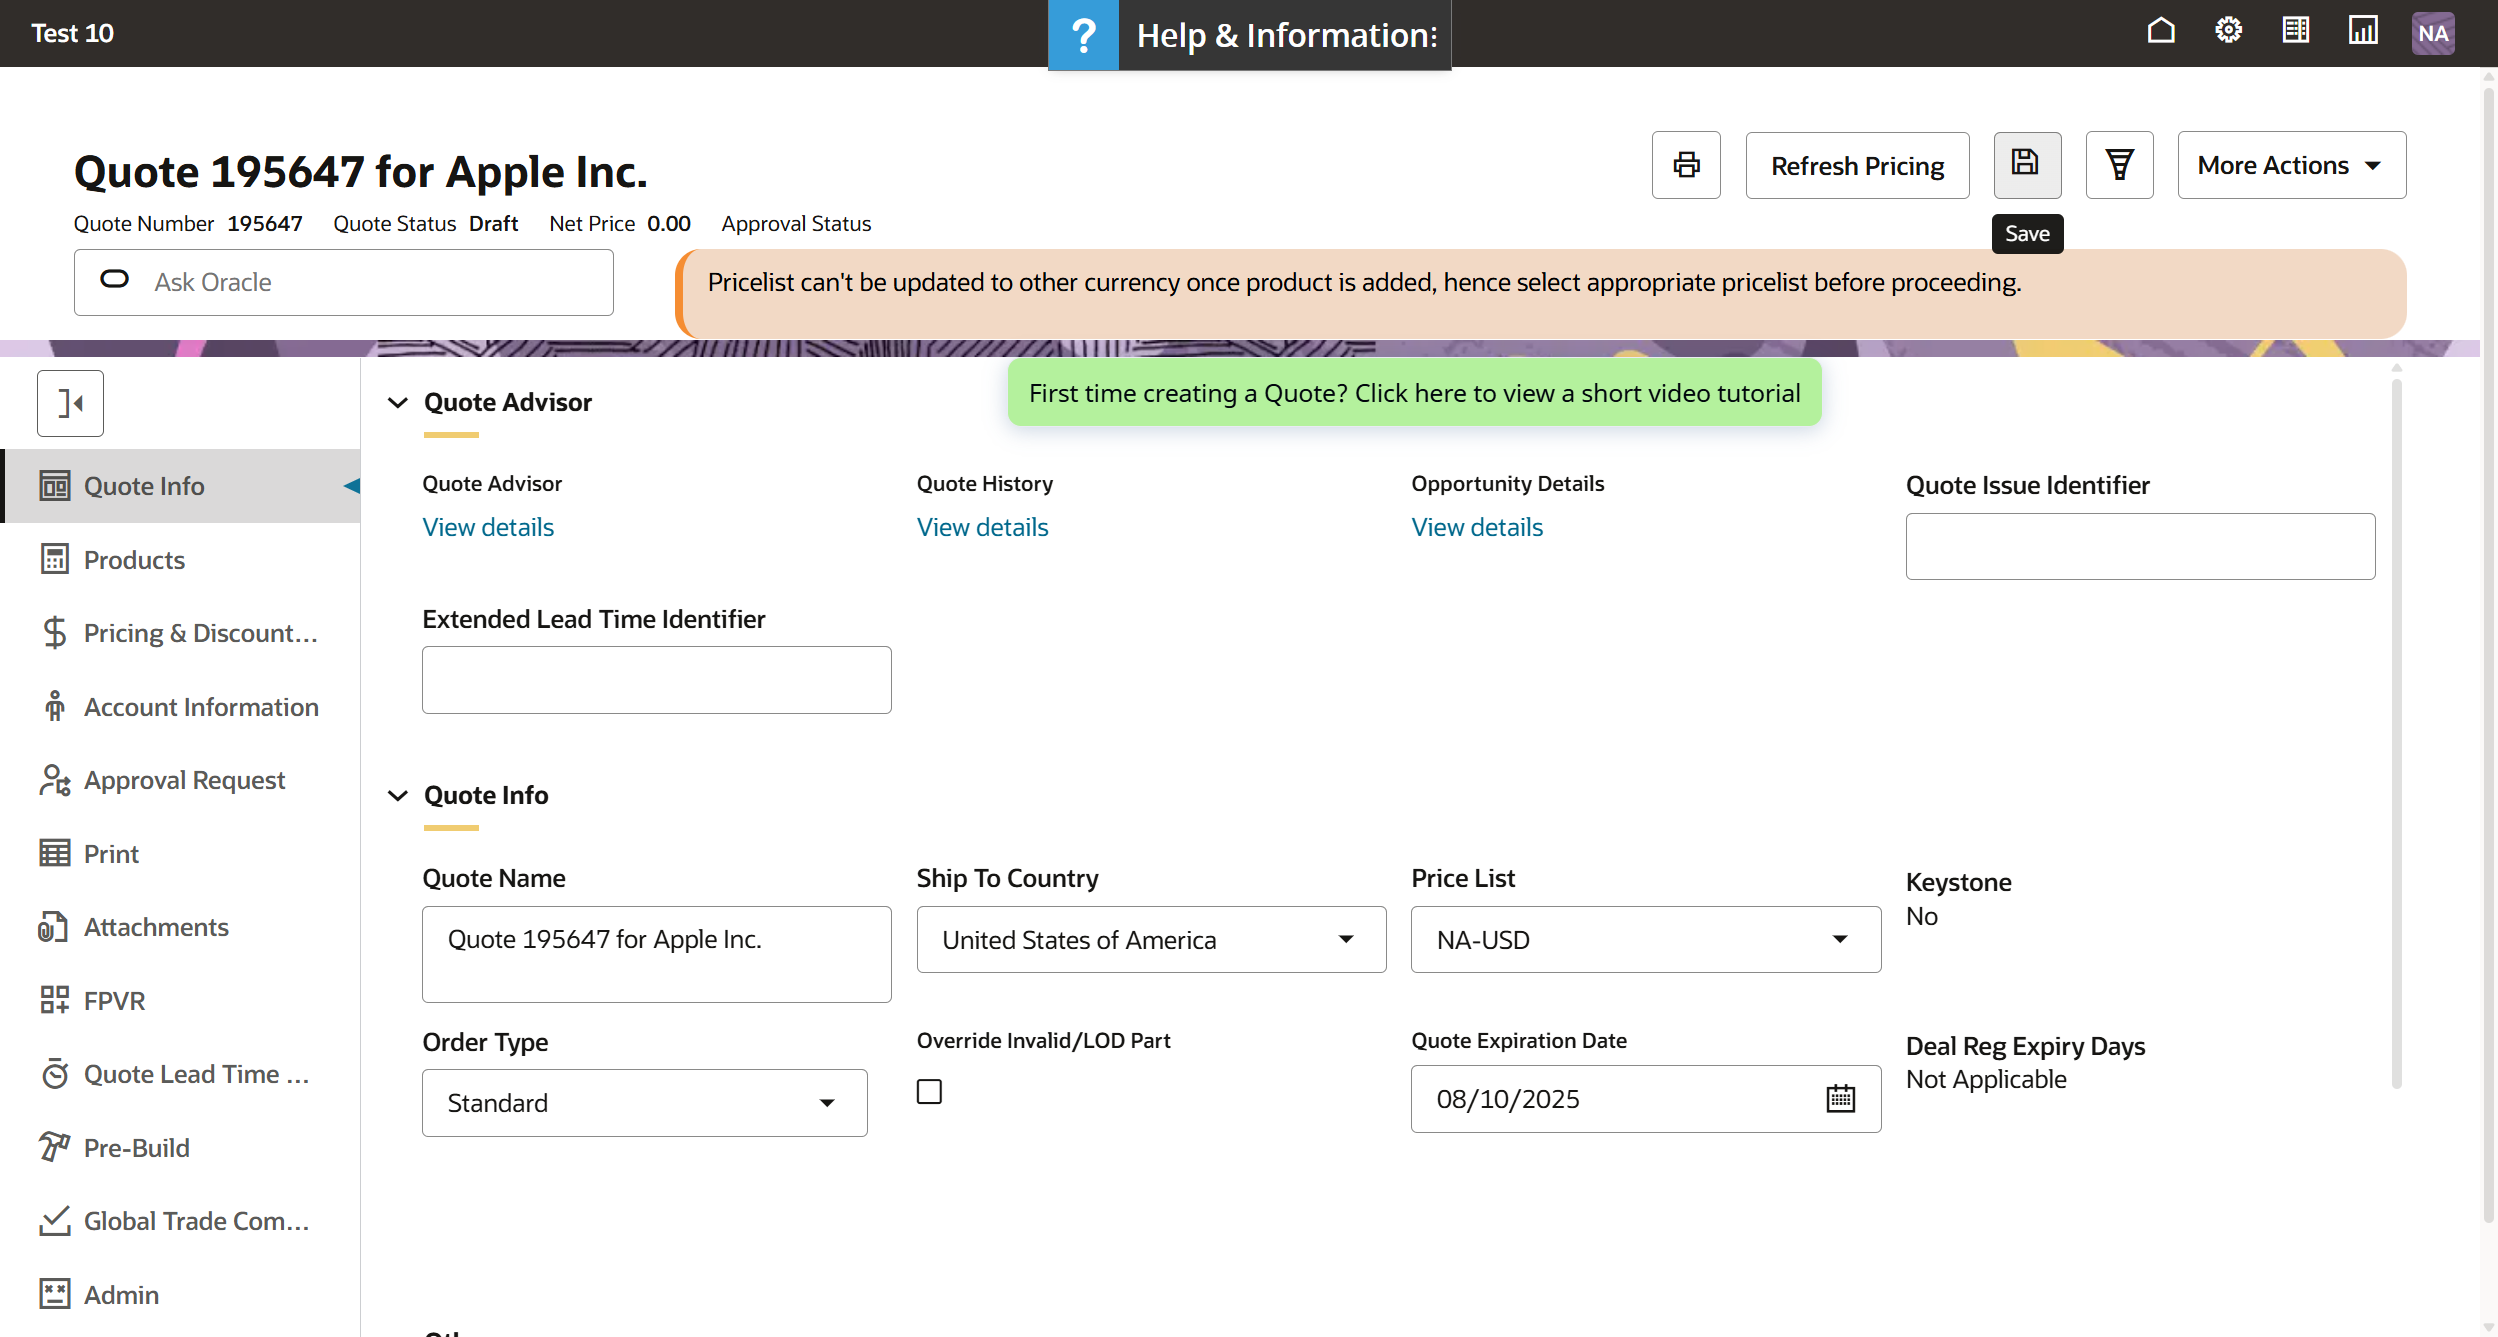 Test 10
? Help & Information:
NA
Quote 195647 for Apple Inc.
Refresh Pricing
More Actions
Quote Number 195647 Quote Status Draft Net Price 0.00 Approval Status
Save
Ask Oracle
Pricelist can't be updated to other currency once product is added, hence select appropriate pricelist before proceeding.
First time creating a Quote? Click here to view a short video tutorial
Quote Info
Products
Pricing & Discount...
Account Information
Approval Request
Print
Attachments
FPVR
Quote Lead Time ...
Pre-Build
Global Trade Com...
Admin
Quote Advisor
Quote Advisor
View details
Quote History
View details
Opportunity Details
View details
Quote Issue Identifier
Extended Lead Time Identifier
Quote Info
Quote Name
Quote 195647 for Apple Inc.
Ship To Country
United States of America
Price List
NA-USD
Keystone
No
Order Type
Standard
Override Invalid/LOD Part
Quote Expiration Date
08/10/2025
Deal Reg Expiry Days
Not Applicable